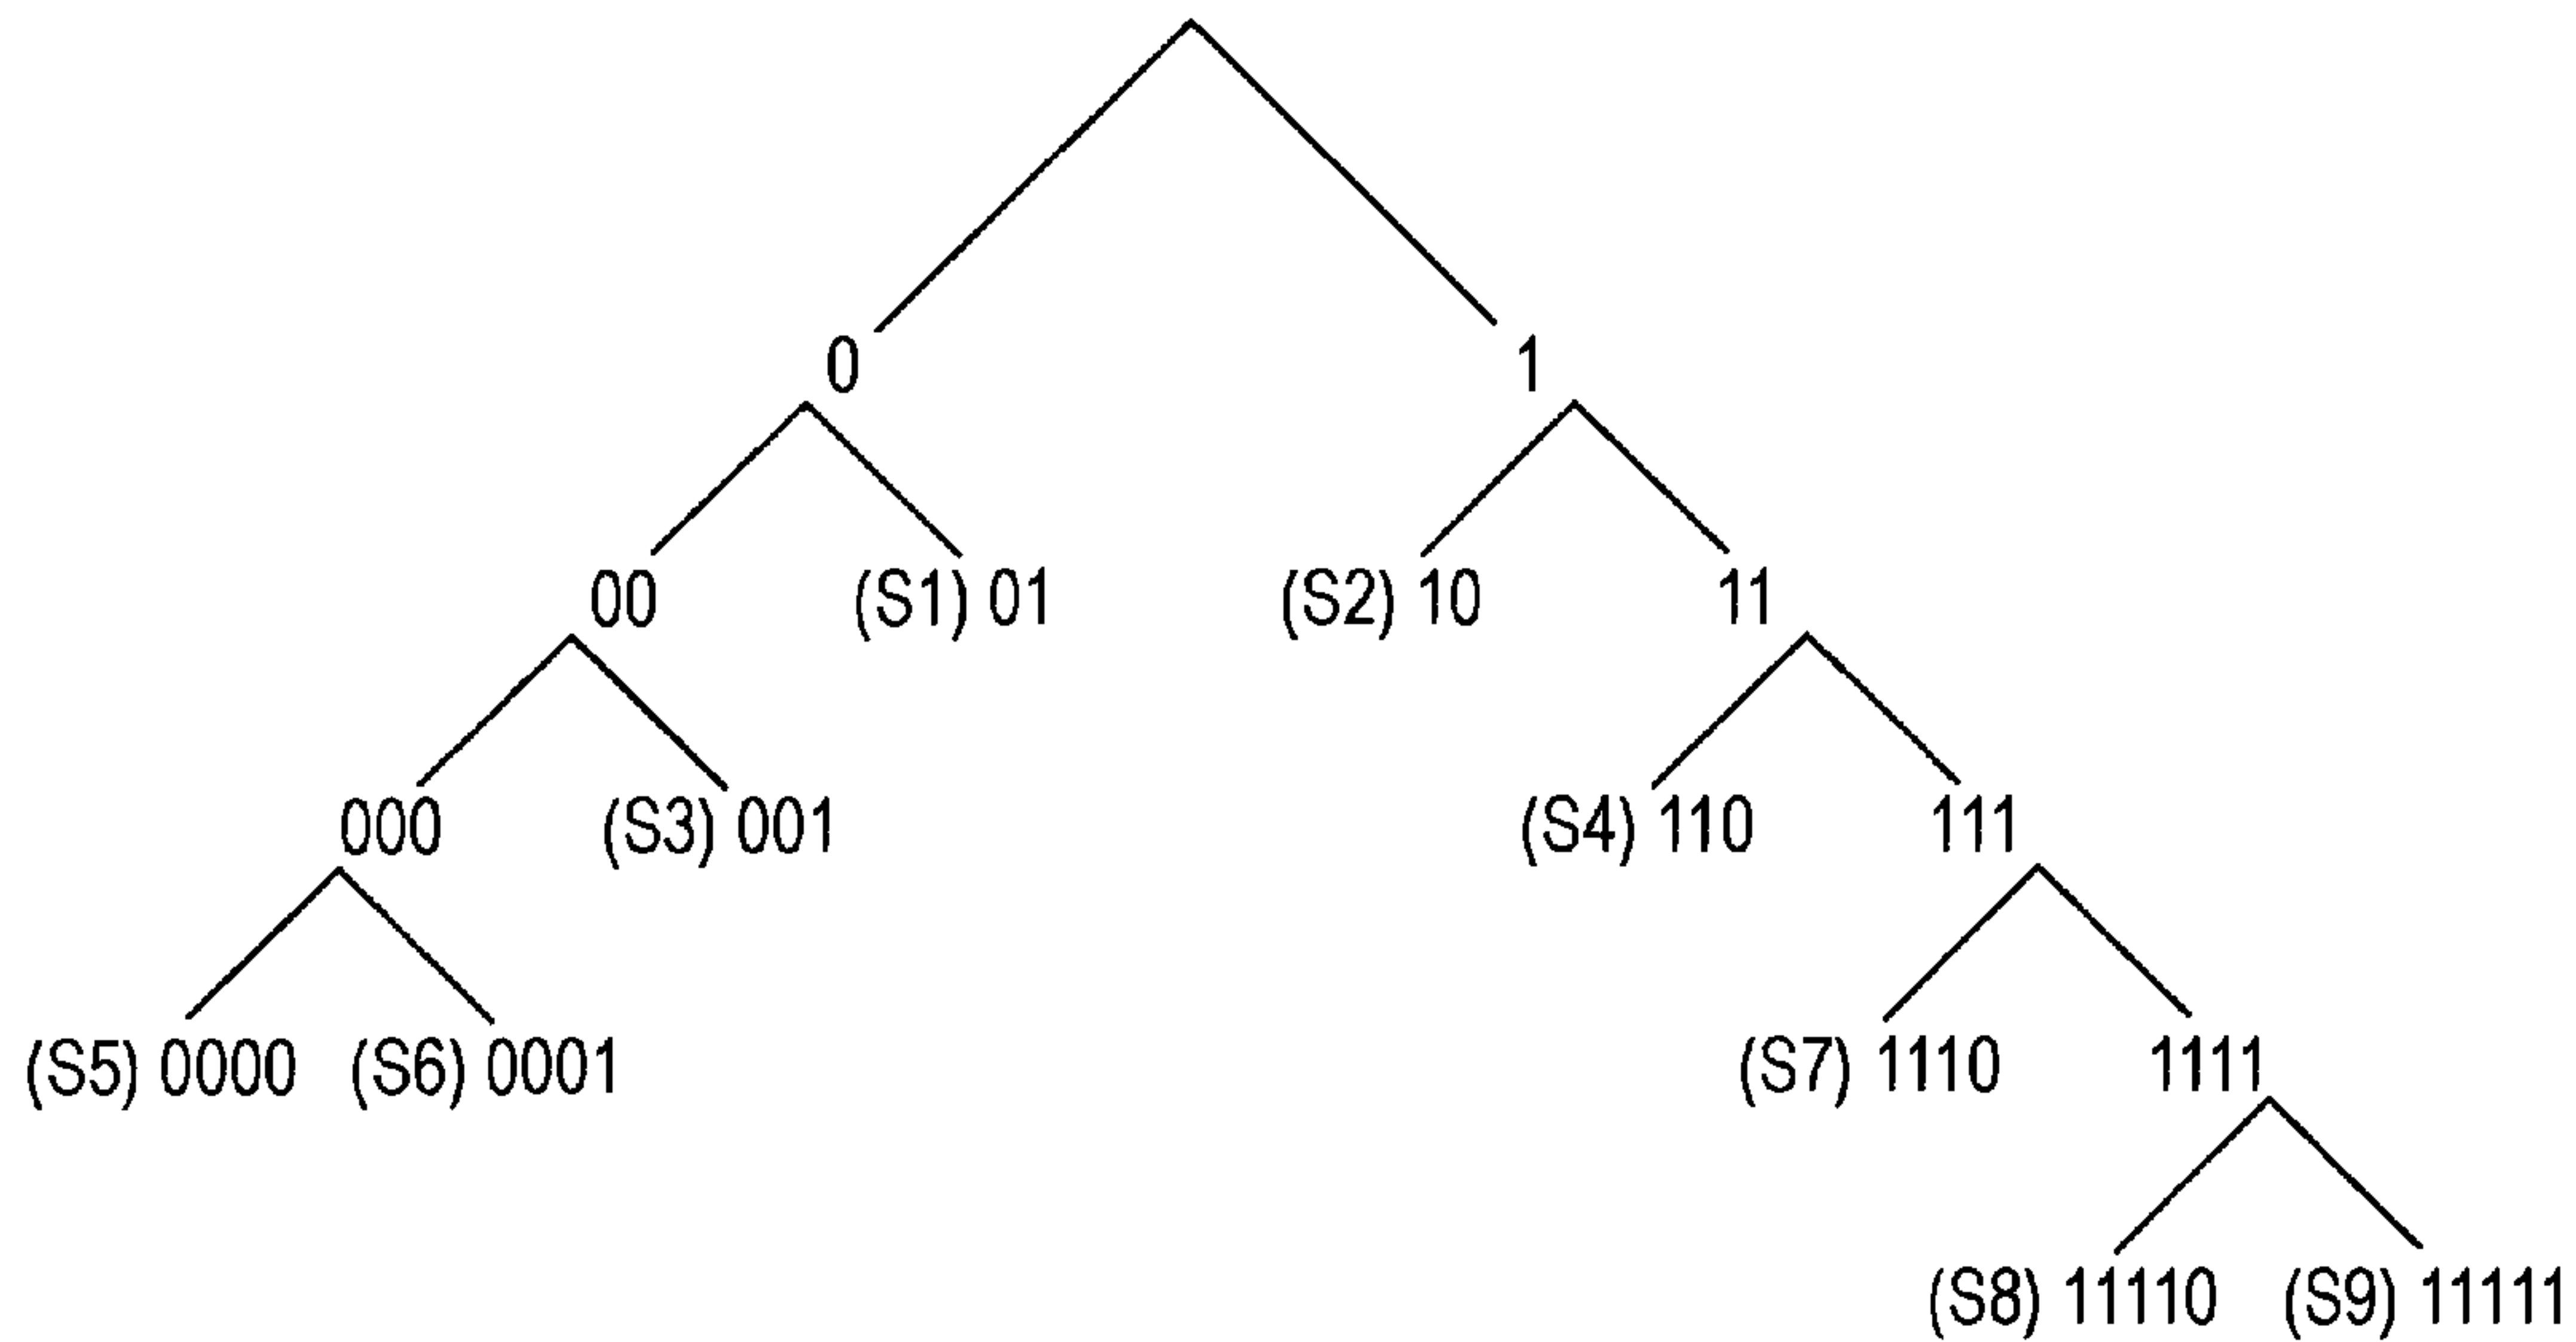 0 1
00 (S1) 01 (S2) 10 11
000 (S3) 001 (S4) 110 111
(S5) 0000 (S6) 0001 (S7) 1110 1111
(S8) 11110 (S9) 11111